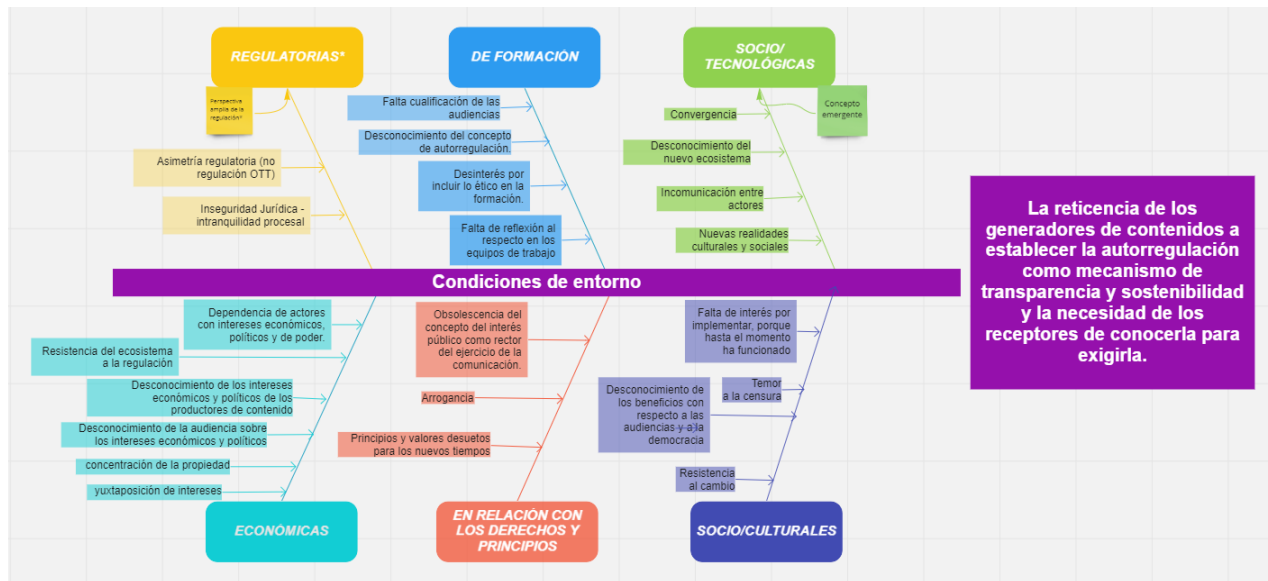 REGULATORIAS*
Perspectiva
amplia de la
regulación*
Asimetría regulatoria (no
regulación OTT)
Inseguridad Jurídica -
intranquilidad procesal
DE FORMACIÓN
Falta cualificación de las
audiencias
Desconocimiento del concepto
de autorregulación.
Desinterés por
incluir lo ético en la
formación.
Falta de reflexión al
respecto en los
equipos de trabajo
SOCIO/
TECNOLÓGICAS
Concepto
emergente
Convergencia
Desconocimiento del
nuevo ecosistema
Incomunicación entre
actores
Nuevas realidades
culturales y sociales
Condiciones de entorno
La reticencia de los
generadores de contenidos a
establecer la autorregulación
como mecanismo de
transparencia y sostenibilidad
y la necesidad de los
receptores de conocerla para
exigirla.
Dependencia de actores
con intereses económicos,
políticos y de poder.
Resistencia del ecosistema
a la regulación
Desconocimiento de los intereses
económicos y políticos de los
productores de contenido
Desconocimiento de la audiencia sobre
los intereses económicos y políticos
concentración de la propiedad
yuxtaposición de intereses
ECONÓMICAS
Obsolescencia del
concepto del interés
público como rector
del ejercicio de la
comunicación.
Arrogancia
Principios y valores desuetos
para los nuevos tiempos
EN RELACIÓN CON
LOS DERECHOS Y
PRINCIPIOS
Falta de interés por
implementar, porque
hasta el momento
ha funcionado
Temor
a la censura
Desconocimiento de
los beneficios con
respecto a las
audiencias y a la
democracia
Resistencia
al cambio
SOCIO/CULTURALES